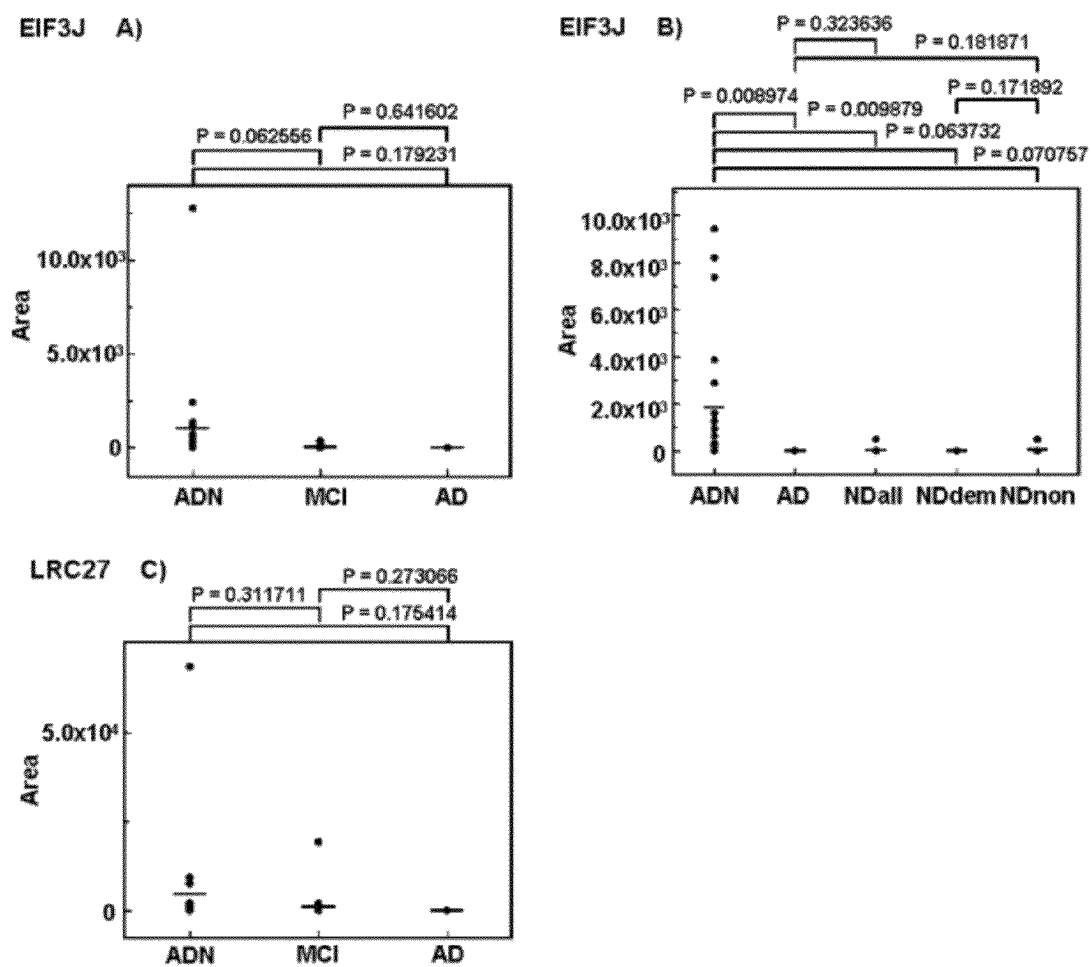 EIF3J A)
P = 0.641602
P = 0.062556
P = 0.179231
10.0x10³
5.0x10³
0
Area
ADN MCI AD
EIF3J B)
P = 0.323636
P = 0.181871
P = 0.171892
P = 0.008974
P = 0.009879
P = 0.063732
P = 0.070757
10.0x10³
8.0x10³
6.0x10³
4.0x10³
2.0x10³
0
Area
ADN AD NDall NDdem NDnon
LRC27 C)
P = 0.273066
P = 0.311711
P = 0.175414
5.0x10⁴
0
Area
ADN MCI AD